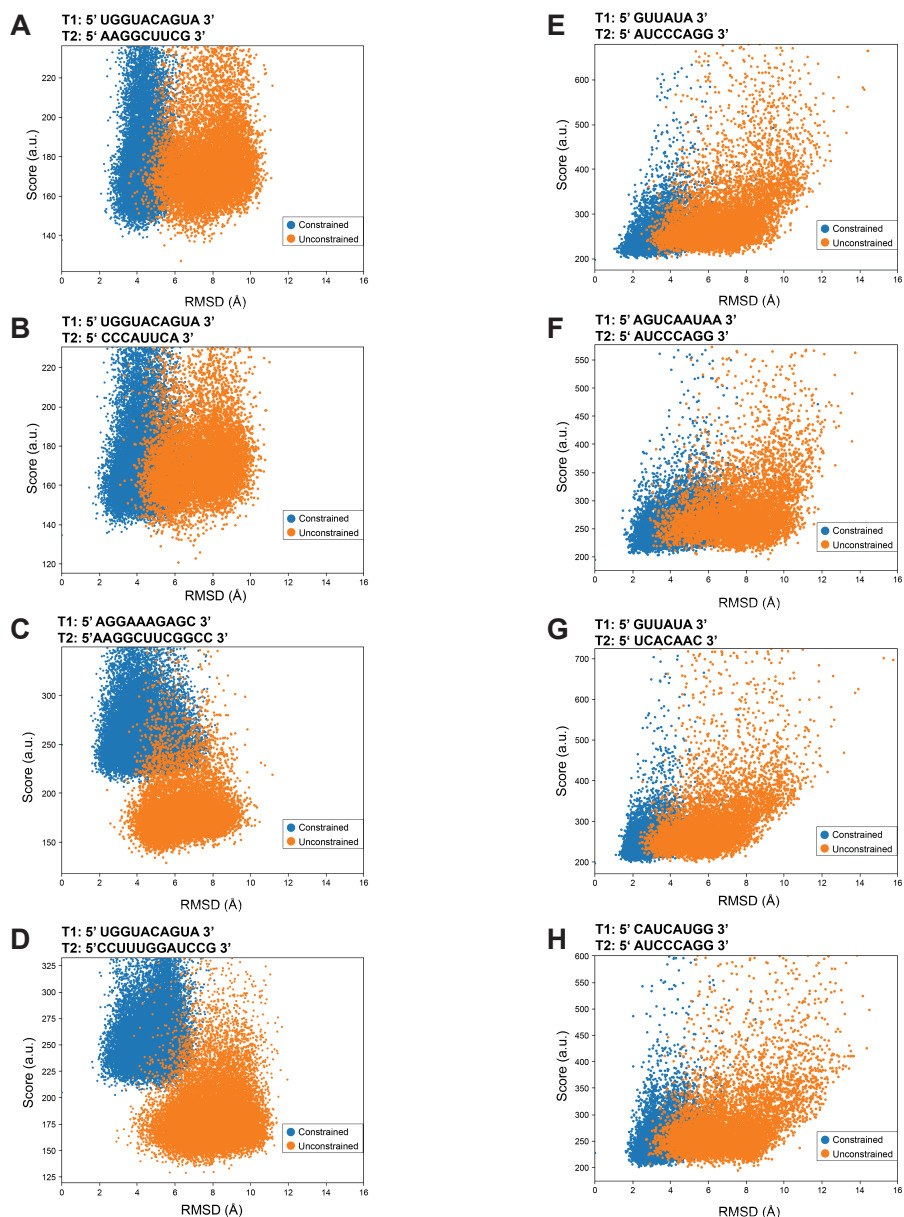 A
T1: 5’ UGGUACAGUA 3’
T2: 5‘ AAGGCUUCG 3’
220
200
180
160
140
Score (a.u.)
Constrained
Unconstrained
0 2 4 6 8 10 12 14 16
RMSD (Å)
B
T1: 5’ UGGUACAGUA 3’
T2: 5‘ CCCAUUCA 3’
220
200
180
160
140
120
Score (a.u.)
Constrained
Unconstrained
0 2 4 6 8 10 12 14 16
RMSD (Å)
C
T1: 5’ AGGAAAGAGC 3’
T2: 5’AAGGCUUCGGCC 3’
300
250
200
150
Score (a.u.)
Constrained
Unconstrained
0 2 4 6 8 10 12 14 16
RMSD (Å)
D
T1: 5’ UGGUACAGUA 3’
T2: 5’CCUUUGGAUCCG 3’
325
300
275
250
225
200
175
150
125
Score (a.u.)
Constrained
Unconstrained
0 2 4 6 8 10 12 14 16
RMSD (Å)
E
T1: 5’ GUUAUA 3’
T2: 5‘ AUCCCAGG 3’
600
500
400
300
200
Score (a.u.)
Constrained
Unconstrained
0 2 4 6 8 10 12 14 16
RMSD (Å)
F
T1: 5’ AGUCAAUAA 3’
T2: 5‘ AUCCCAGG 3’
550
500
450
400
350
300
250
200
Score (a.u.)
Constrained
Unconstrained
0 2 4 6 8 10 12 14 16
RMSD (Å)
G
T1: 5’ GUUAUA 3’
T2: 5‘ UCACAAC 3’
700
600
500
400
300
200
Score (a.u.)
Constrained
Unconstrained
0 2 4 6 8 10 12 14 16
RMSD (Å)
H
T1: 5’ CAUCAUGG 3’
T2: 5‘ AUCCCAGG 3’
600
550
500
450
400
350
300
250
200
Score (a.u.)
Constrained
Unconstrained
0 2 4 6 8 10 12 14 16
RMSD (Å)